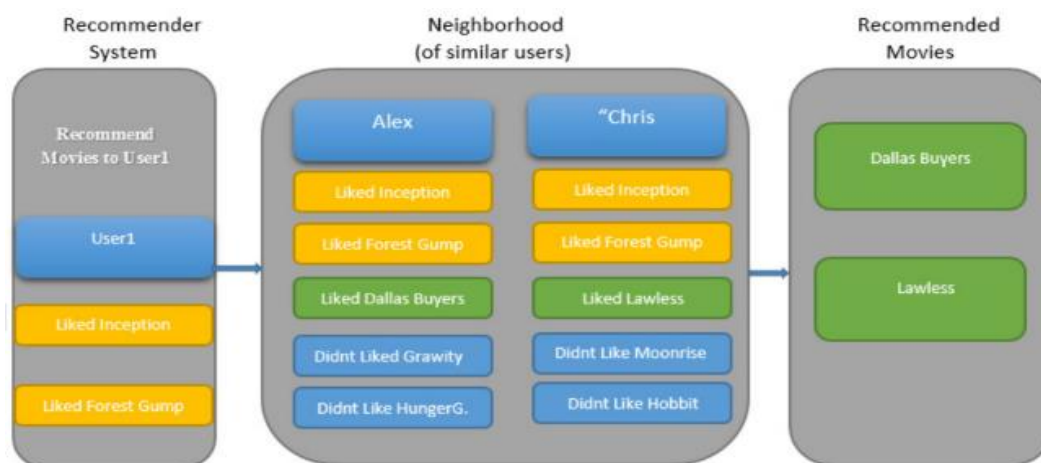 Recommender
System
Neighborhood
(of similar users)
Recommended
Movies
Recommend
Movies to User1
User1
Liked Inception
Liked Forest Gump
Alex
Liked Inception
Liked Forest Gump
Liked Dallas Buyers
Didnt Liked Grawity
Didnt Like HungerG.
"Chris
Liked Inception
Liked Forest Gump
Liked Lawless
Didnt Like Moonrise
Didnt Like Hobbit
Dallas Buyers
Lawless